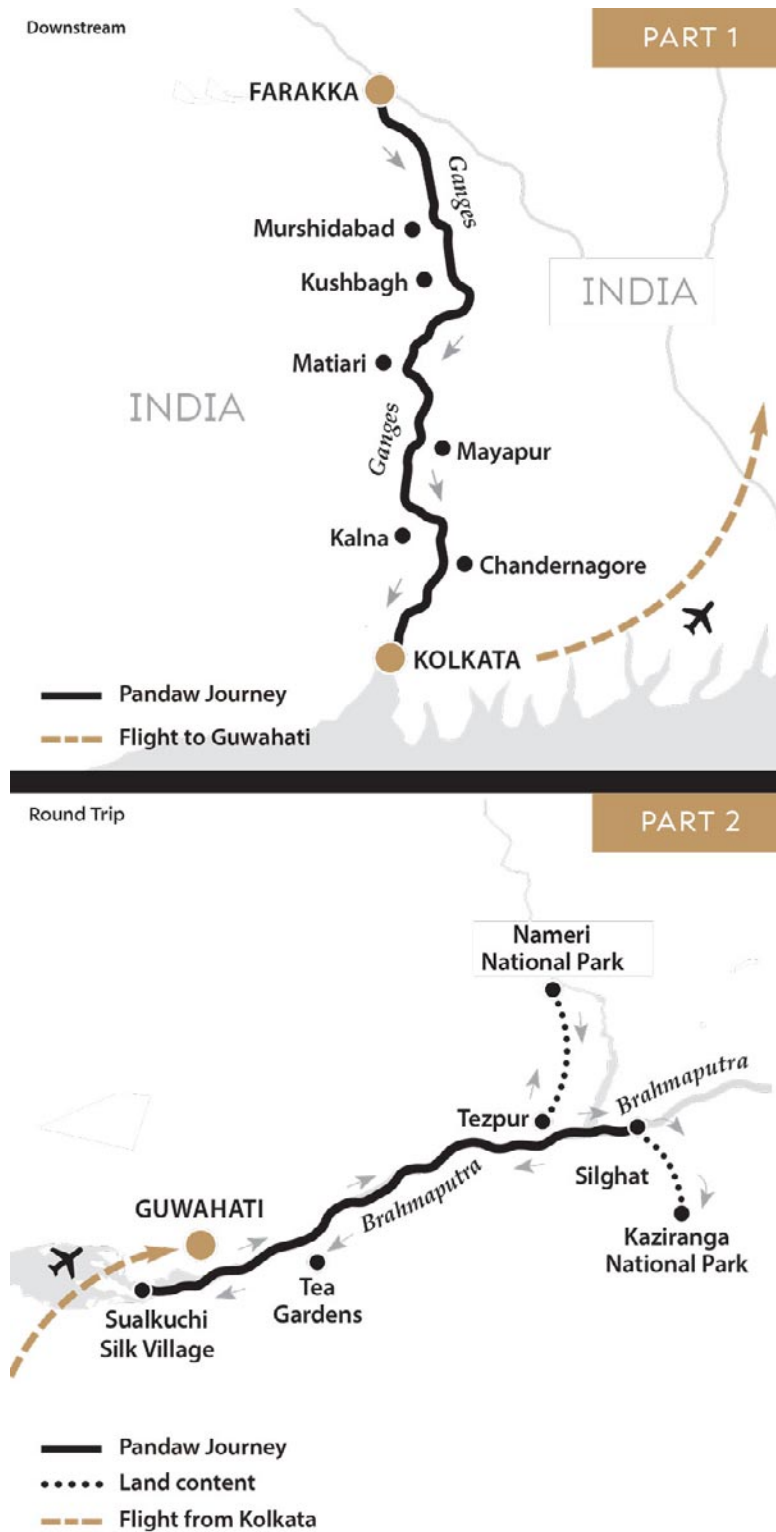 Downstream
PART 1
FARAKKA
Ganges
Murshidabad
Kushbagh
INDIA
Matiari
INDIA
Ganges
Mayapur
Kalna
Chandernagore
KOLKATA
Pandaw Journey
Flight to Guwahati
Round Trip
PART 2
Nameri
National Park
Brahmaputra
Tezpur
Silghat
Brahmaputra
GUWAHATI
Kaziranga
National Park
Tea
Gardens
Sualkuchi
Silk Village
Pandaw Journey
Land content
Flight from Kolkata